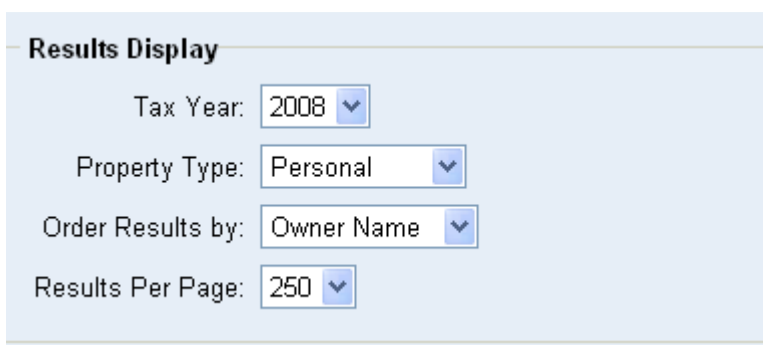 Results Display
Tax Year: 2008
Property Type: Personal
Order Results by: Owner Name
Results Per Page: 250